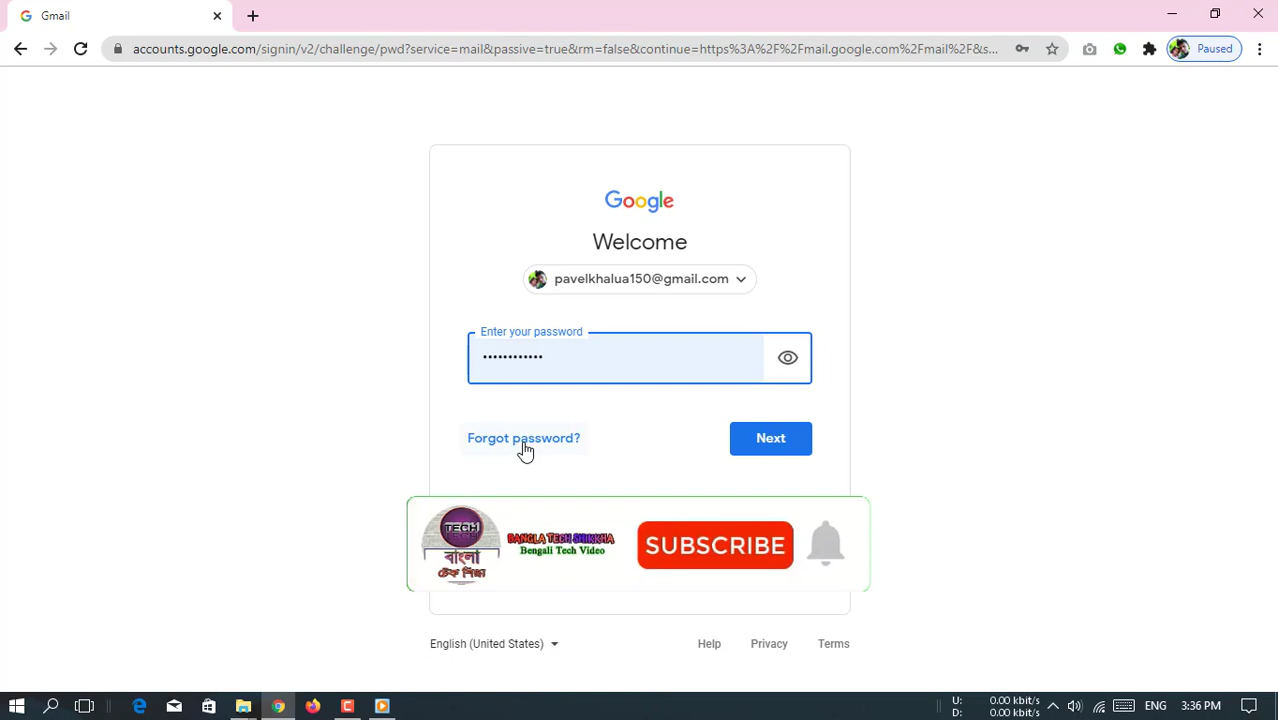 Gmail
accounts.google.com/signin/v2/challenge/pwd?service=mail&passive=true&rm=false&continue=https%3A%2F%2Fmail.google.com%2Fmail%2F&s...
Paused
Google
Welcome
pavelkhalua150@gmail.com
Enter your password
••••••••••••
Forgot password?
Next
TECH
বাংলা
টেক শিক্ষা
BANGLA TECH SHIKKHA
Bengali Tech Video
SUBSCRIBE
English (United States)
Help
Privacy
Terms
U: 0.00 kbit/s
D: 0.00 kbit/s
ENG
3:36 PM